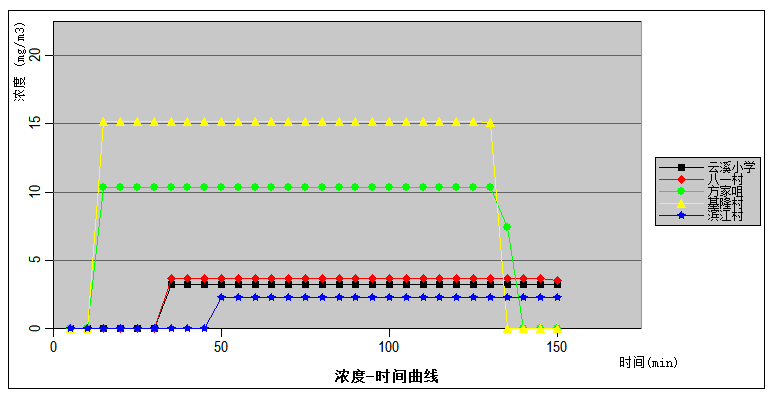 浓度 (mg/m3)
20
15
10
5
0
0 50 100 150
时间(min)
浓度-时间曲线
云溪小学
八一村
方家咀
基隆村
滨江村